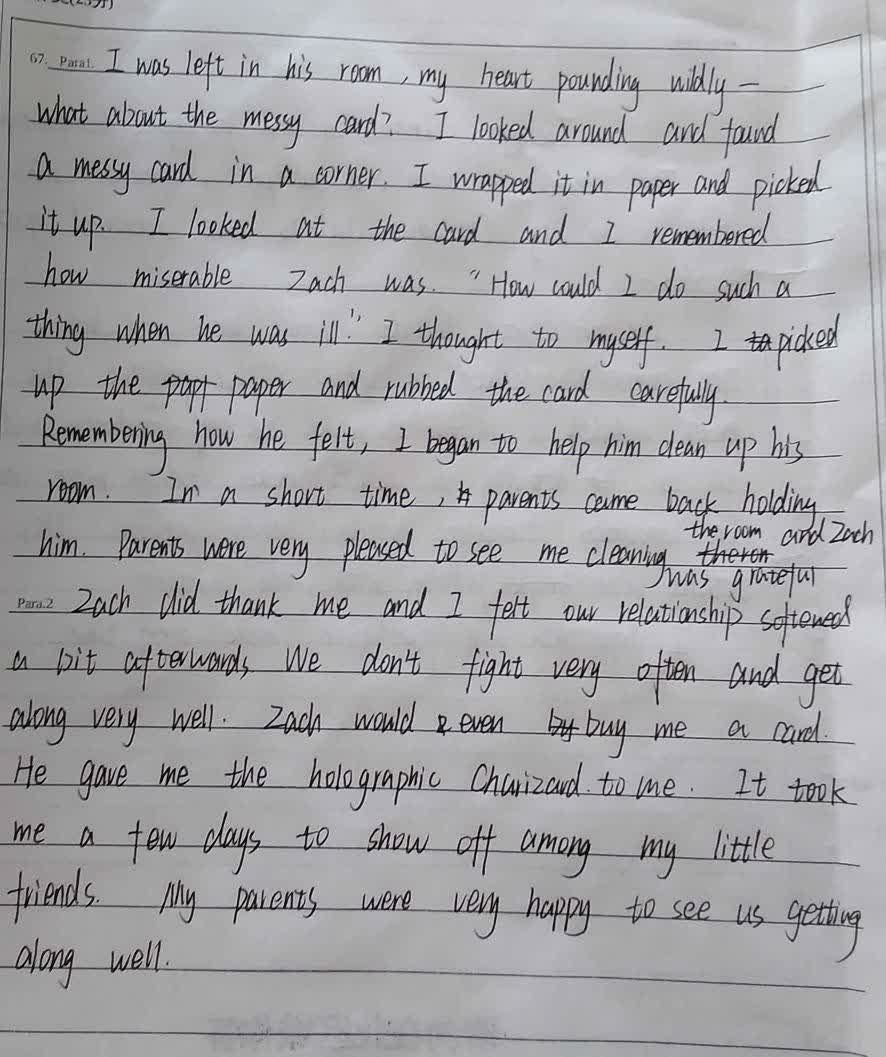 67. Para1. I was left in his room, my heart pounding wildly —
what about the messy card? I looked around and found
a messy card in a corner. I wrapped it in paper and picked
it up. I looked at the card and I remembered
how miserable Zach was. "How could I do such a
thing when he was ill." I thought to myself. I to picked
up the papt paper and rubbed the card carefully.
Remembering how he felt, I began to help him clean up his
room. In a short time, parents came back holding
him. Parents were very pleased to see me cleaning the room and Zach
was grateful
Para.2 Zach did thank me and I felt our relationship softened
a bit afterwards. We don't fight very often and get
along very well. Zach would even by buy me a card.
He gave me the holographic Charizard. to me. It took
me a few days to show off among my little
friends. My parents were very happy to see us getting
along well.